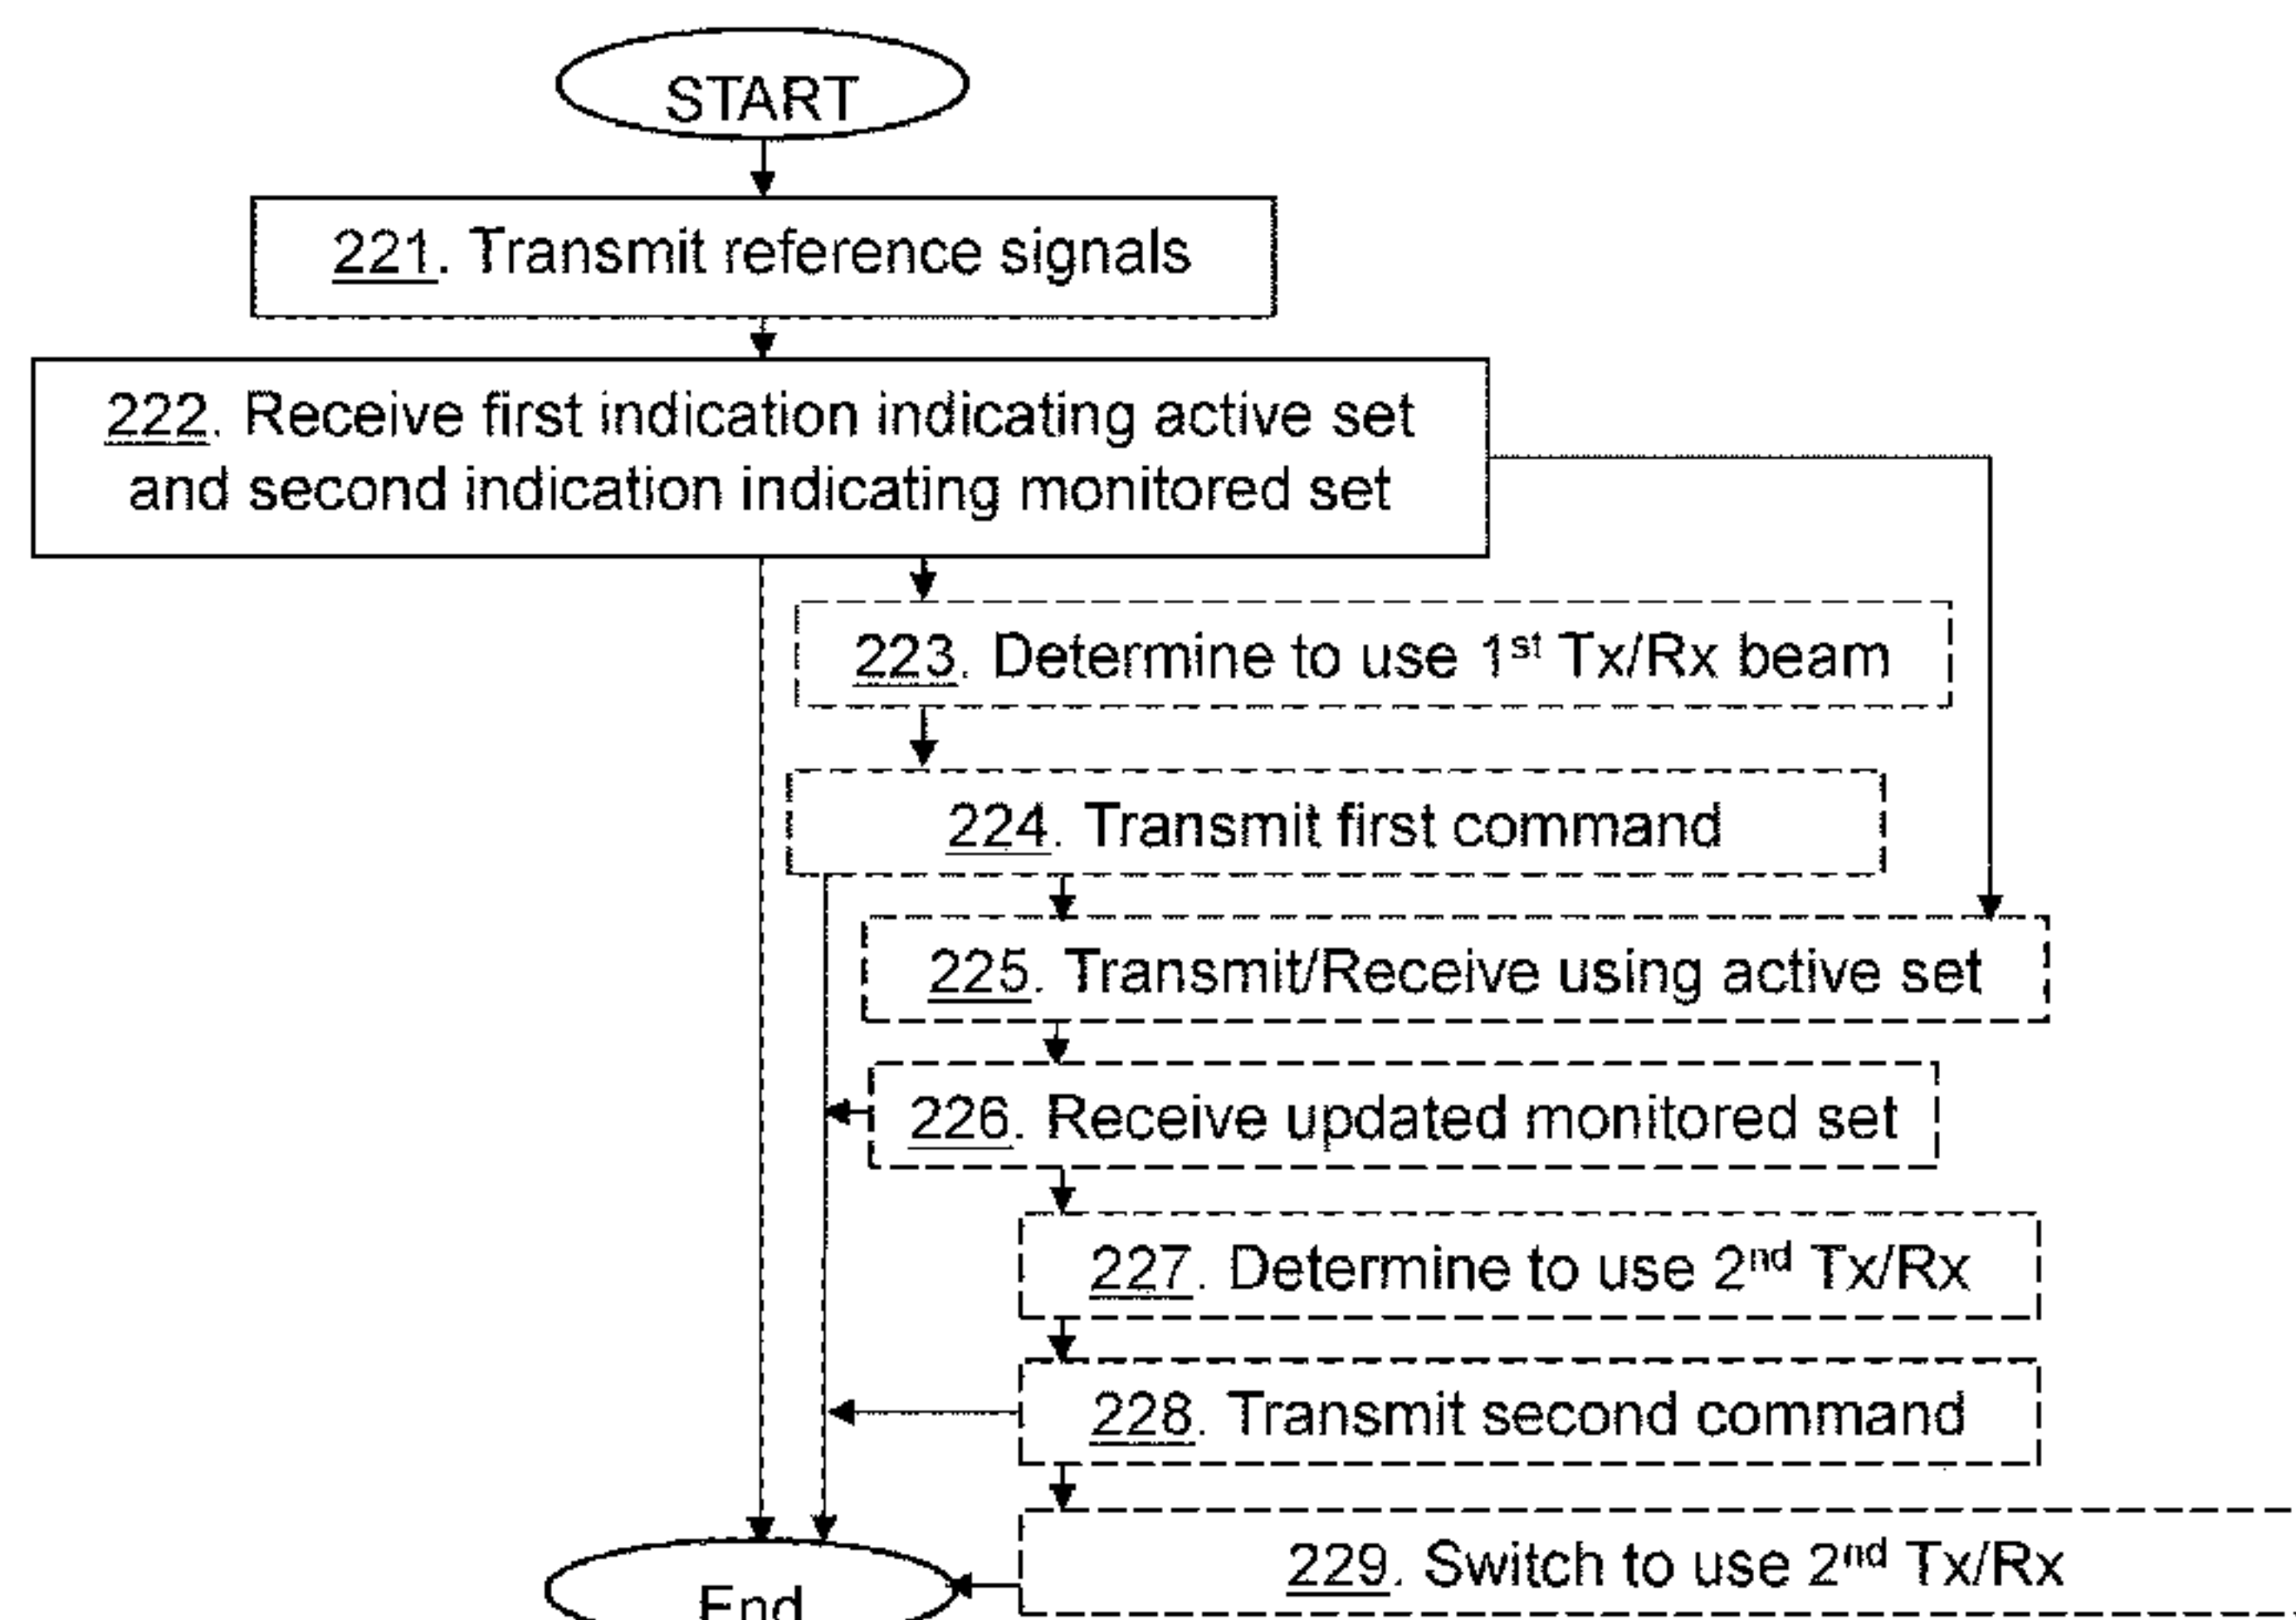 START
221. Transmit reference signals
222. Receive first indication indicating active set
and second indication indicating monitored set
223. Determine to use 1st Tx/Rx beam
224. Transmit first command
225. Transmit/Receive using active set
226. Receive updated monitored set
227. Determine to use 2nd Tx/Rx
228. Transmit second command
229. Switch to use 2nd Tx/Rx
End